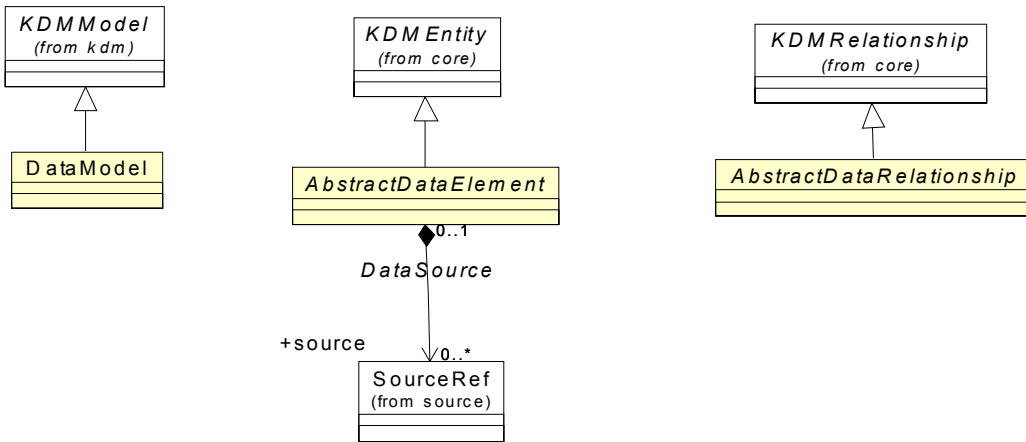 KDMModel
(from kdm)
DataModel
KDMEntity
(from core)
AbstractDataElement
0..1
DataSource
+source
0..*
SourceRef
(from source)
KDMRelationship
(from core)
AbstractDataRelationship